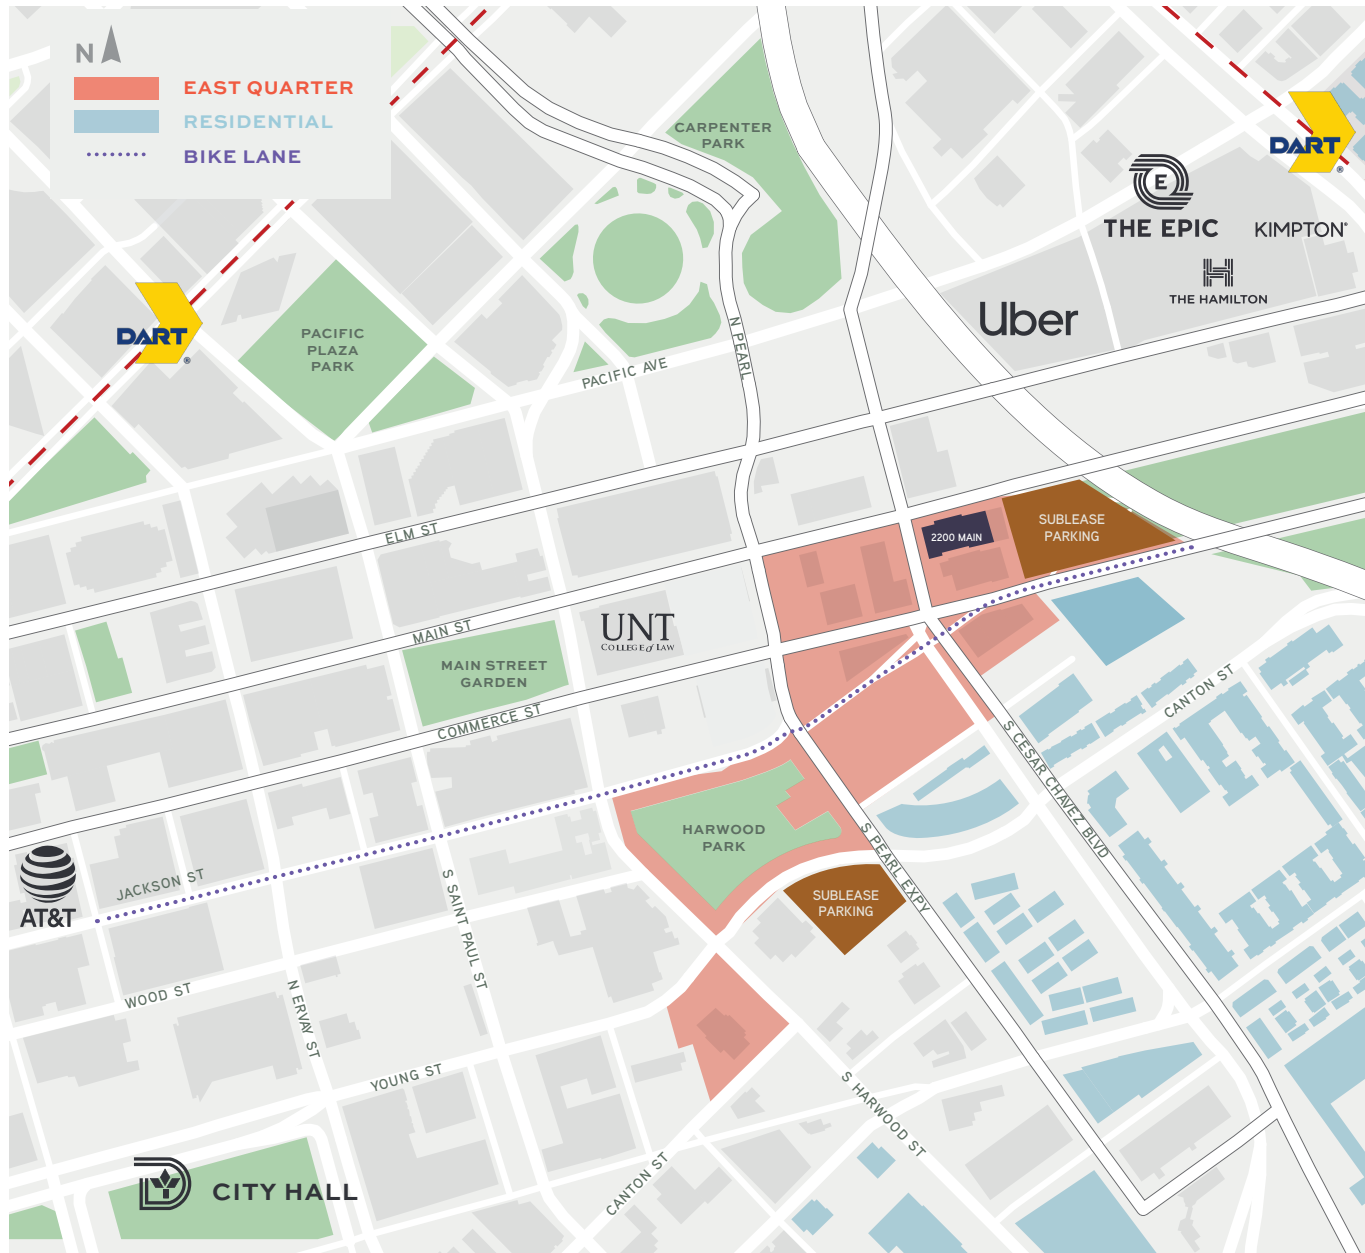 N
EAST QUARTER
RESIDENTIAL
BIKE LANE
CARPENTER
PARK
DART
®
E
THE EPIC
KIMPTON®
H
THE HAMILTON
Uber
DART
®
PACIFIC
PLAZA
PARK
N PEARL
PACIFIC AVE
ELM ST
2200 MAIN
SUBLEASE
PARKING
MAIN ST
UNT
COLLEGE of LAW
MAIN STREET
GARDEN
COMMERCE ST
CANTON ST
S CESAR CHAVEZ BLVD
HARWOOD
PARK
S PEARL EXPY
SUBLEASE
PARKING
JACKSON ST
AT&T
S SAINT PAUL ST
WOOD ST
N ERVAY ST
YOUNG ST
S HARWOOD ST
CANTON ST
CITY HALL